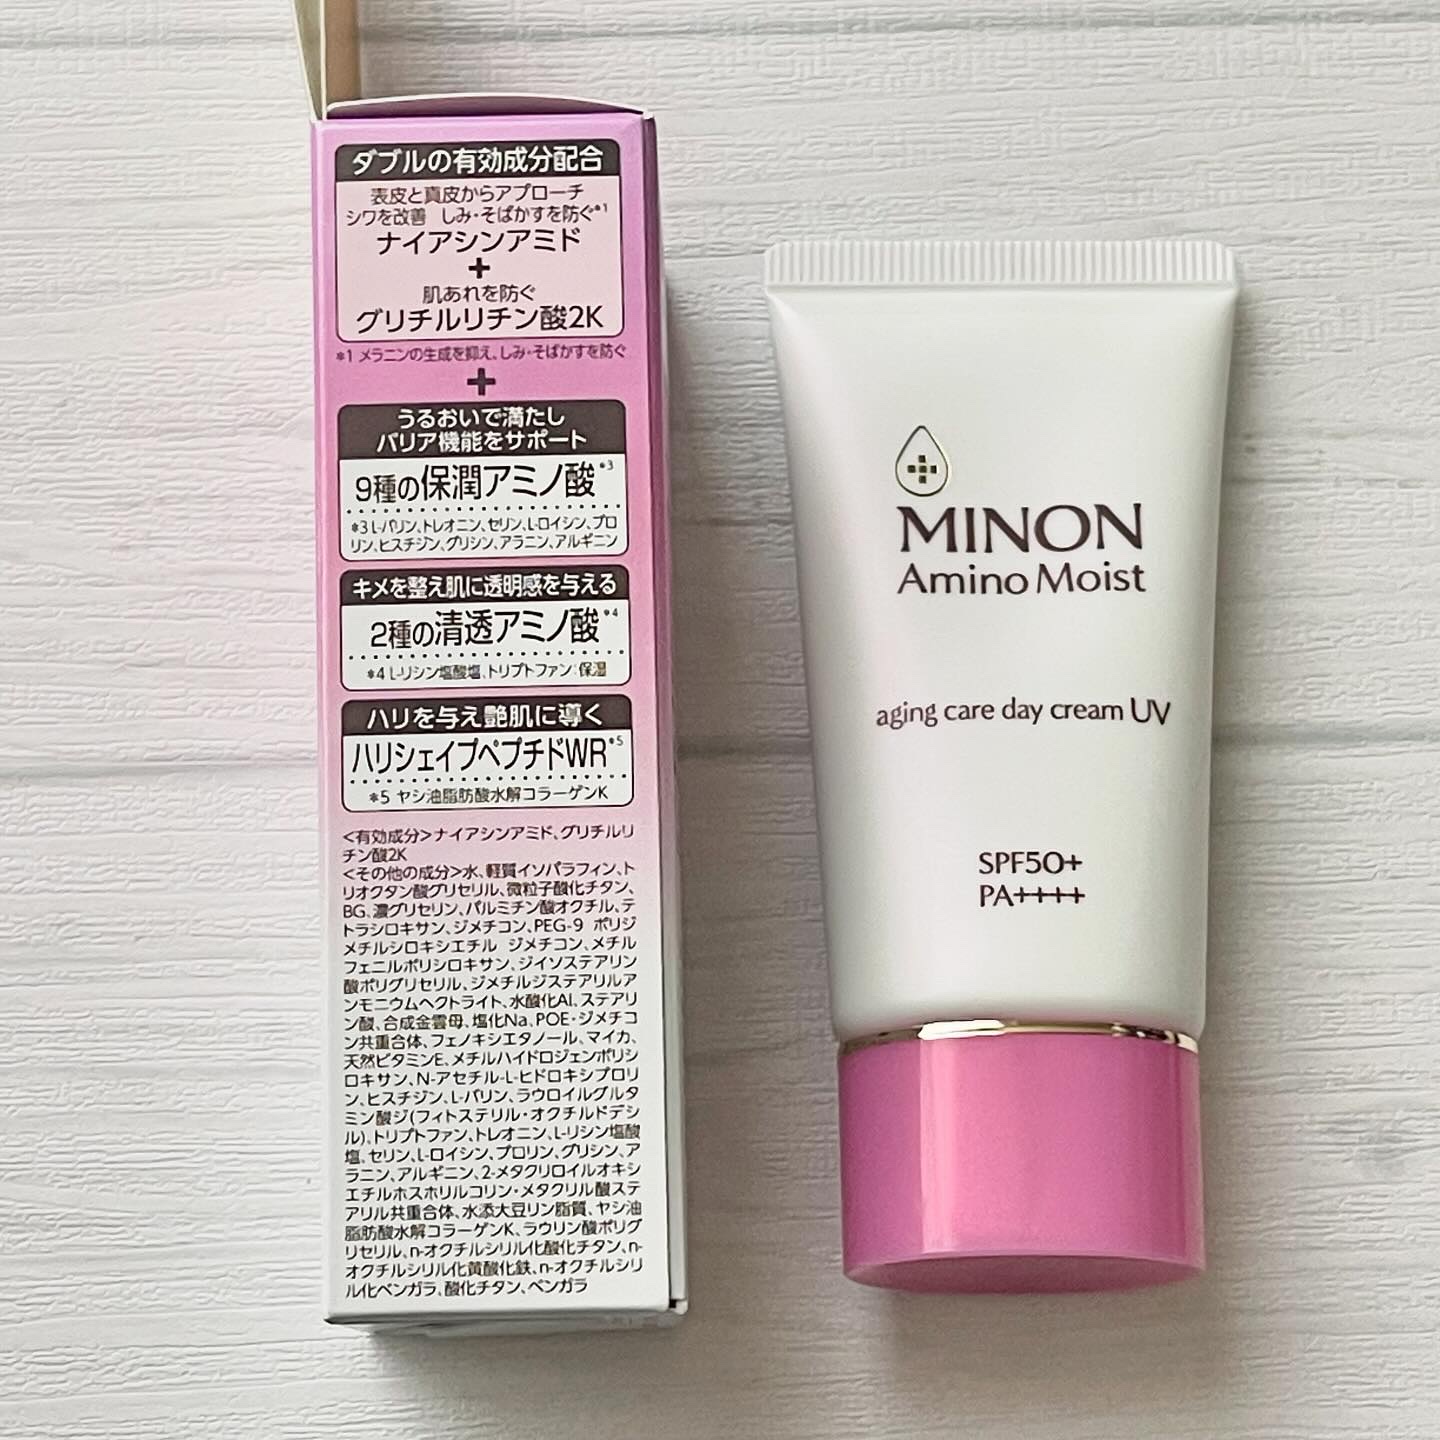 ダブルの有効成分配合
表皮と真皮からアプローチ
シワを改善 しみ・そばかすを防ぐ*1
ナイアシンアミド
+
肌あれを防ぐ
グリチルリチン酸2K
*1 メラニンの生成を抑え、しみ・そばかすを防ぐ
+
うるおいで満たし
バリア機能をサポート
9種の保潤アミノ酸*3
*3 L-バリン、トレオニン、セリン、L-ロイシン、プロ
リン、ヒスチジン、グリシン、アラニン、アルギニン
キメを整え肌に透明感を与える
2種の清透アミノ酸*4
*4 L-リシン塩酸塩、トリプトファン:保湿
ハリを与え艶肌に導く
ハリシェイプペプチドWR*5
*5 ヤシ油脂肪酸水解コラーゲンK
<有効成分>ナイアシンアミド、グリチルリ
チン酸2K
<その他の成分>水、軽質イソパラフィン、ト
リオクタン酸グリセリル、微粒子酸化チタン、
BG、濃グリセリン、パルミチン酸オクチル、テ
トラシロキサン、ジメチコン、PEG-9 ポリジ
メチルシロキシエチル ジメチコン、メチル
フェニルポリシロキサン、ジイソステアリン
酸ポリグリセリル、ジメチルジステアリルア
ンモニウムヘクトライト、水酸化Al、ステアリ
ン酸、合成金雲母、塩化Na、POE・ジメチコ
ン共重合体、フェノキシエタノール、マイカ、
天然ビタミンE、メチルハイドロジェンポリシ
ロキサン、N-アセチル-L-ヒドロキシプロリ
ン、ヒスチジン、L-バリン、ラウロイルグルタ
ミン酸ジ(フィトステリル・オクチルドデシ
ル)、トリプトファン、トレオニン、L-リシン塩酸
塩、セリン、L-ロイシン、プロリン、グリシン、ア
ラニン、アルギニン、2-メタクリロイルオキシ
エチルホスホリルコリン・メタクリル酸ステ
アリル共重合体、水添大豆リン脂質、ヤシ油
脂肪酸水解コラーゲンK、ラウリン酸ポリグ
リセリル、n-オクチルシリル化酸化チタン、n-
オクチルシリル化黄酸化鉄、n-オクチルシリ
ル化ベンガラ、酸化チタン、ベンガラ
MINON
Amino Moist
aging care day cream UV
SPF50+
PA++++